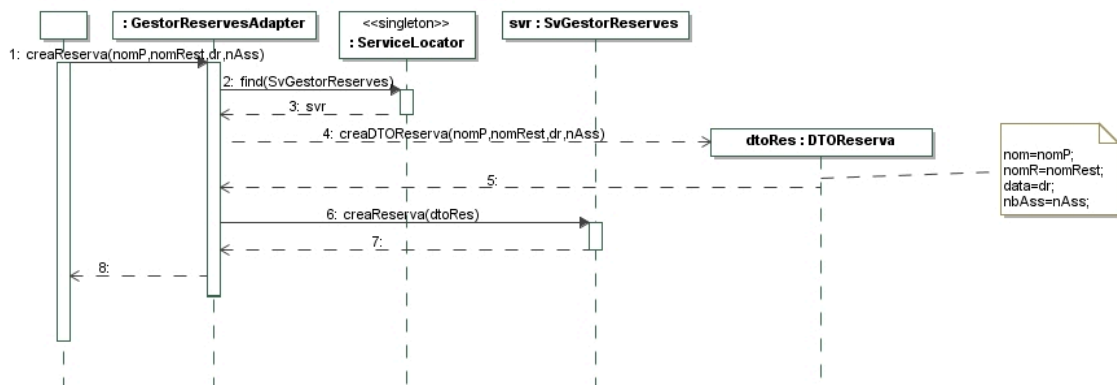 : GestorReservesAdapter
<<singleton>>
: ServiceLocator
svr : SvGestorReserves
1: creaReserva(nomP,nomRest,dr,nAss)
2: find(SvGestorReserves)
3: svr
4: creaDTOReserva(nomP,nomRest,dr,nAss)
dtoRes : DTOReserva
nom=nomP;
nomR=nomRest;
data=dr;
nbAss=nAss;
5:
6: creaReserva(dtoRes)
7:
8: